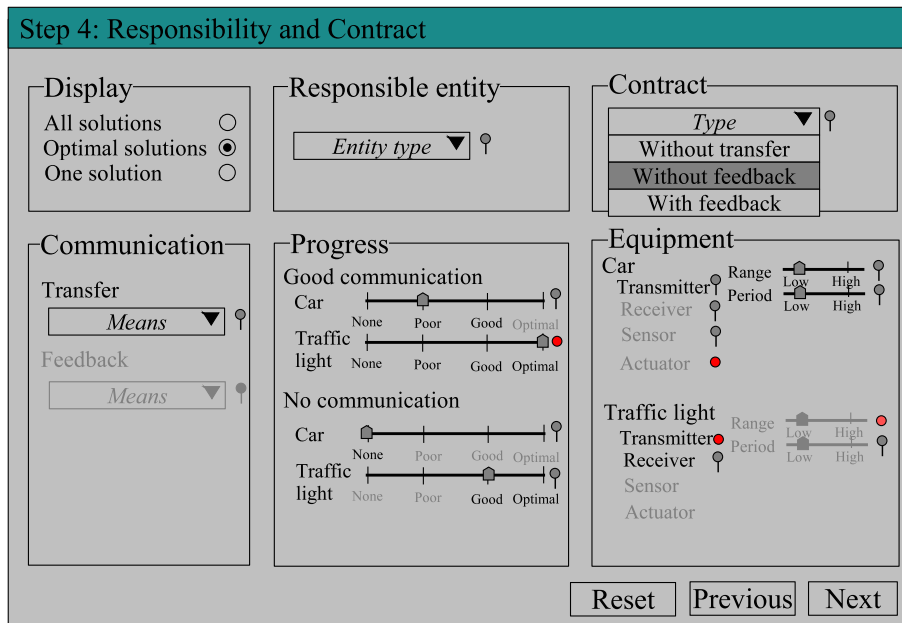 Step 4: Responsibility and Contract
Display
All solutions
Optimal solutions
One solution
Responsible entity
Entity type
Contract
Type
Without transfer
Without feedback
With feedback
Communication
Transfer
Means
Feedback
Means
Progress
Good communication
Car
None Poor Good Optimal
Traffic
light
None Poor Good Optimal
No communication
Car
None Poor Good Optimal
Traffic
light
None Poor Good Optimal
Equipment
Car
Transmitter
Receiver
Sensor
Actuator
Range
Low High
Period
Low High
Traffic light
Transmitter
Receiver
Sensor
Actuator
Range
Low High
Period
Low High
Reset Previous Next